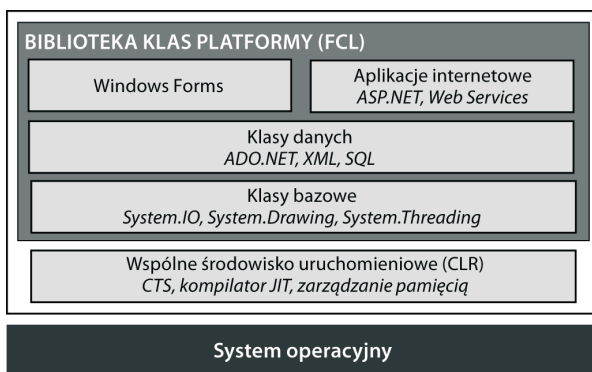 BIBLIOTEKA KLAS PLATFORMY (FCL)
Windows Forms
Aplikacje internetowe
ASP.NET, Web Services
Klasy danych
ADO.NET, XML, SQL
Klasy bazowe
System.IO, System.Drawing, System.Threading
Wspólne środowisko uruchomieniowe (CLR)
CTS, kompilator JIT, zarządzanie pamięcią
System operacyjny